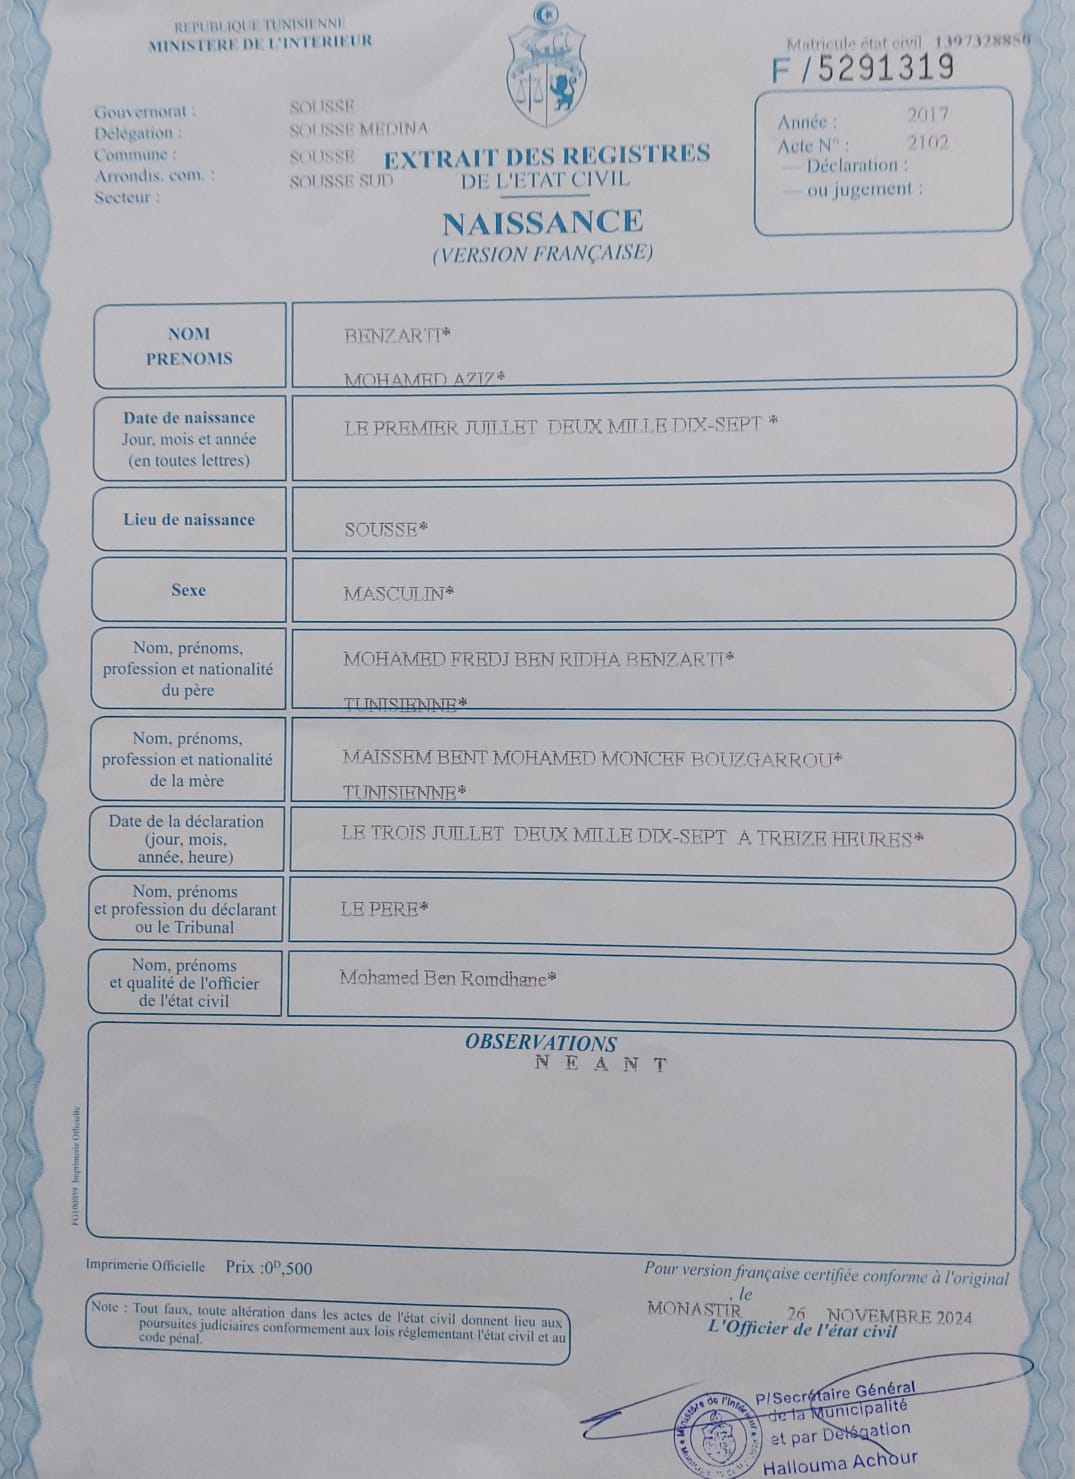 REPUBLIQUE TUNISIENNE
MINISTERE DE L'INTERIEUR
Matricule état civil 1397328856
F /5291319
Gouvernorat : SOUSSE
Délégation : SOUSSE MEDINA
Commune : SOUSSE
Arrondis. com. : SOUSSE SUD
Secteur :
EXTRAIT DES REGISTRES
DE L'ETAT CIVIL
NAISSANCE
(VERSION FRANÇAISE)
Année : 2017
Acte N° : 2102
— Déclaration :
— ou jugement :
NOM
PRENOMS
BENZARTI*
MOHAMED AZIZ*
Date de naissance
Jour, mois et année
(en toutes lettres)
LE PREMIER JUILLET DEUX MILLE DIX-SEPT *
Lieu de naissance
SOUSSE*
Sexe
MASCULIN*
Nom, prénoms,
profession et nationalité
du père
MOHAMED FREDJ BEN RIDHA BENZARTI*
TUNISIENNE*
Nom, prénoms,
profession et nationalité
de la mère
MAISSEM BENT MOHAMED MONCEF BOUZGARROU*
TUNISIENNE*
Date de la déclaration
(jour, mois,
année, heure)
LE TROIS JUILLET DEUX MILLE DIX-SEPT A TREIZE HEURES*
Nom, prénoms
et profession du déclarant
ou le Tribunal
LE PERE*
Nom, prénoms
et qualité de l'officier
de l'état civil
Mohamed Ben Romdhane*
OBSERVATIONS
N E A N T
FG100059 Imprimerie Officielle
Imprimerie Officielle Prix :0ᴰ,500
Note : Tout faux, toute altération dans les actes de l'état civil donnent lieu aux
poursuites judiciaires conformement aux lois réglementant l'état civil et au
code pénal.
Pour version française certifiée conforme à l'original
, le
MONASTIR 26 NOVEMBRE 2024
L'Officier de l'état civil
P/Secrétaire Général
de la Municipalité
et par Delégation
Hallouma Achour
Ministère de l'Intérieur